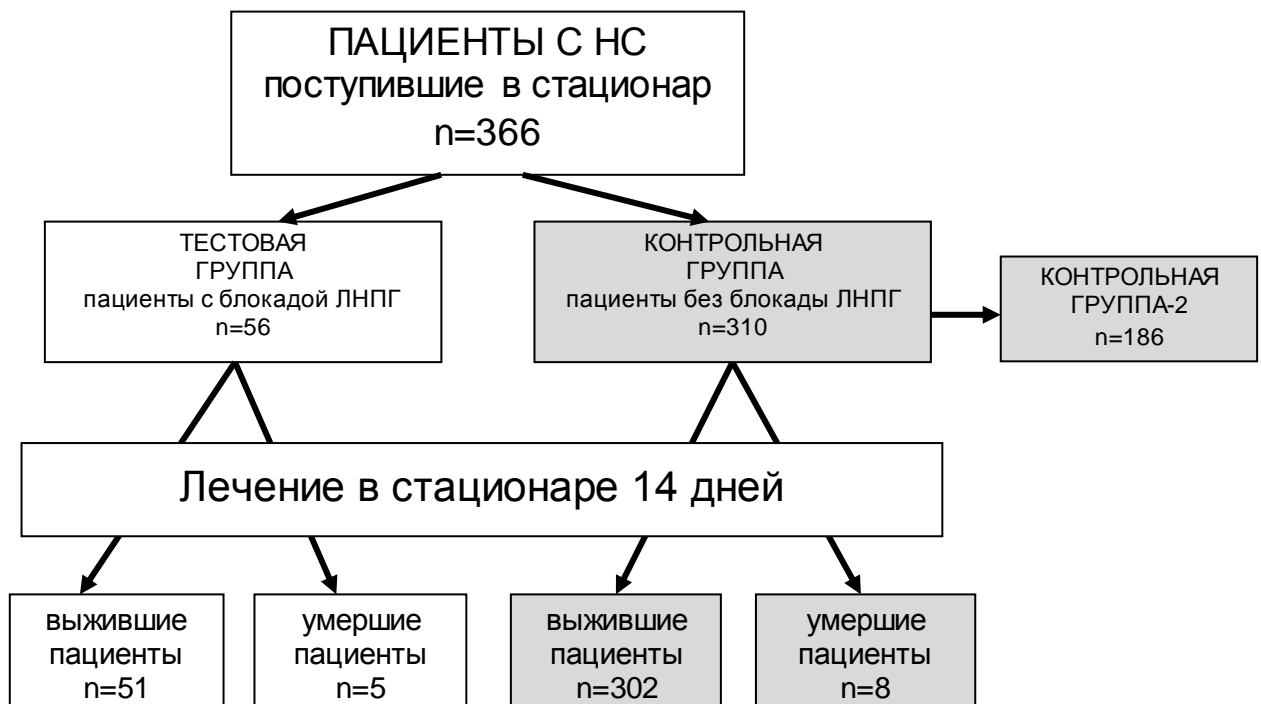 ПАЦИЕНТЫ С НС
поступившие в стационар
n=366
ТЕСТОВАЯ
ГРУППА
пациенты с блокадой ЛНПГ
n=56
КОНТРОЛЬНАЯ
ГРУППА
пациенты без блокады ЛНПГ
n=310
КОНТРОЛЬНАЯ
ГРУППА-2
n=186
Лечение в стационаре 14 дней
выжившие
пациенты
n=51
умершие
пациенты
n=5
выжившие
пациенты
n=302
умершие
пациенты
n=8